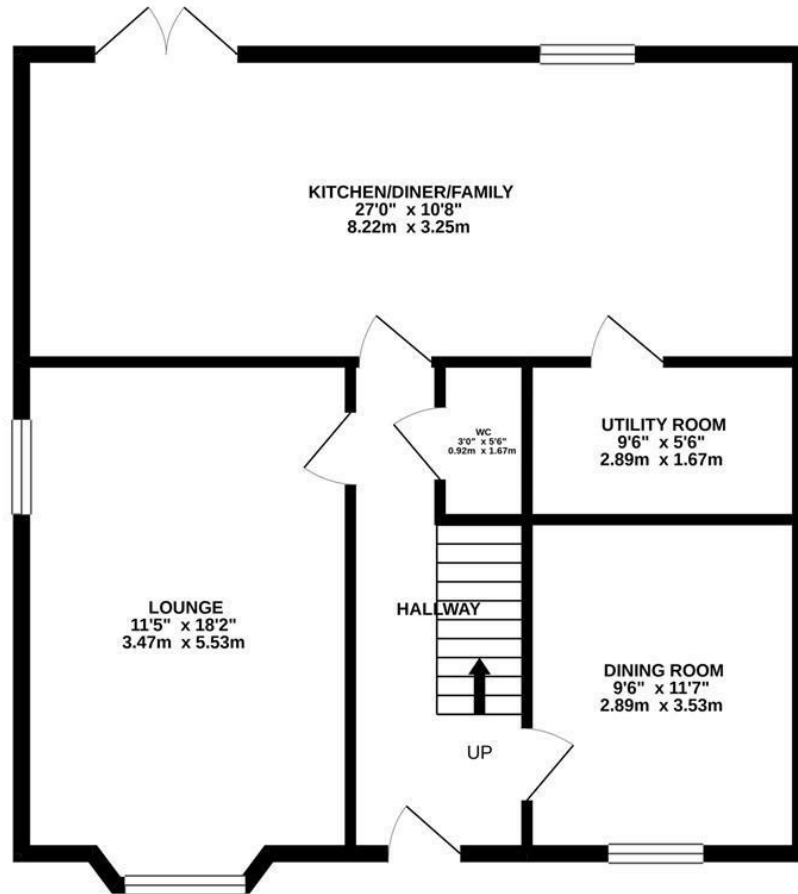 KITCHEN/DINER/FAMILY
27'0" x 10'8"
8.22m x 3.25m
WC
3'0" x 5'6"
0.92m x 1.67m
UTILITY ROOM
9'6" x 5'6"
2.89m x 1.67m
LOUNGE
11'5" x 18'2"
3.47m x 5.53m
HALLWAY
DINING ROOM
9'6" x 11'7"
2.89m x 3.53m
UP